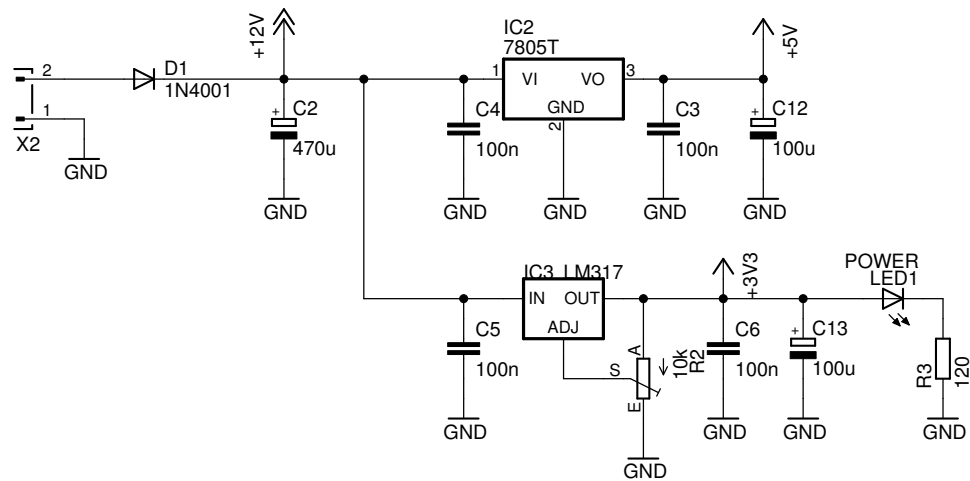 +12V
IC2
7805T
+5V
2
D1
1N4001
1
VI
VO
3
GND
2
1
X2
GND
+
C2
470u
C4
100n
C3
100n
+
C12
100u
GND
GND
GND
GND
GND
IC3 LM317
+3V3
POWER
LED1
IN
OUT
ADJ
C5
100n
A
S
E
10k
R2
C6
100n
+
C13
100u
R3
120
GND
GND
GND
GND
GND